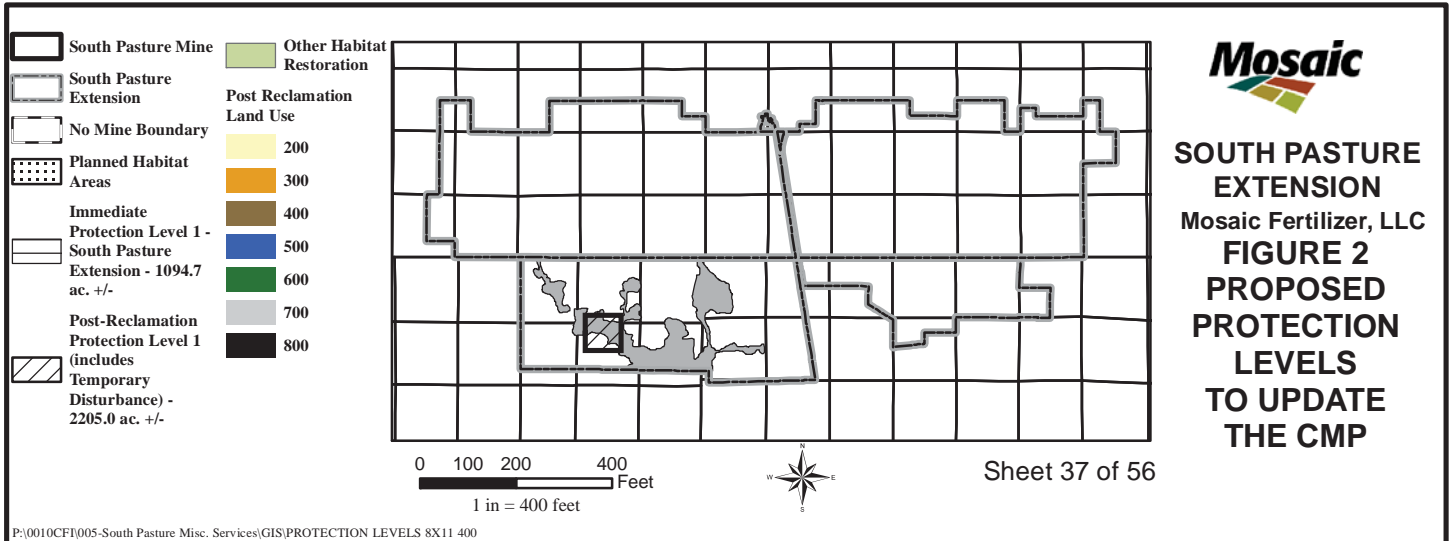 South Pasture Mine
South Pasture
Extension
No Mine Boundary
Planned Habitat
Areas
Immediate
Protection Level 1 -
South Pasture
Extension - 1094.7
ac. +/-
Post-Reclamation
Protection Level 1
(includes
Temporary
Disturbance) -
2205.0 ac. +/-
Other Habitat
Restoration
Post Reclamation
Land Use
200
300
400
500
600
700
800
0 100 200 400
Feet
1 in = 400 feet
N
W E
S
Sheet 37 of 56
Mosaic
SOUTH PASTURE
EXTENSION
Mosaic Fertilizer, LLC
FIGURE 2
PROPOSED
PROTECTION
LEVELS
TO UPDATE
THE CMP
P:\0010CFI\005-South Pasture Misc. Services\GIS\PROTECTION LEVELS 8X11 400